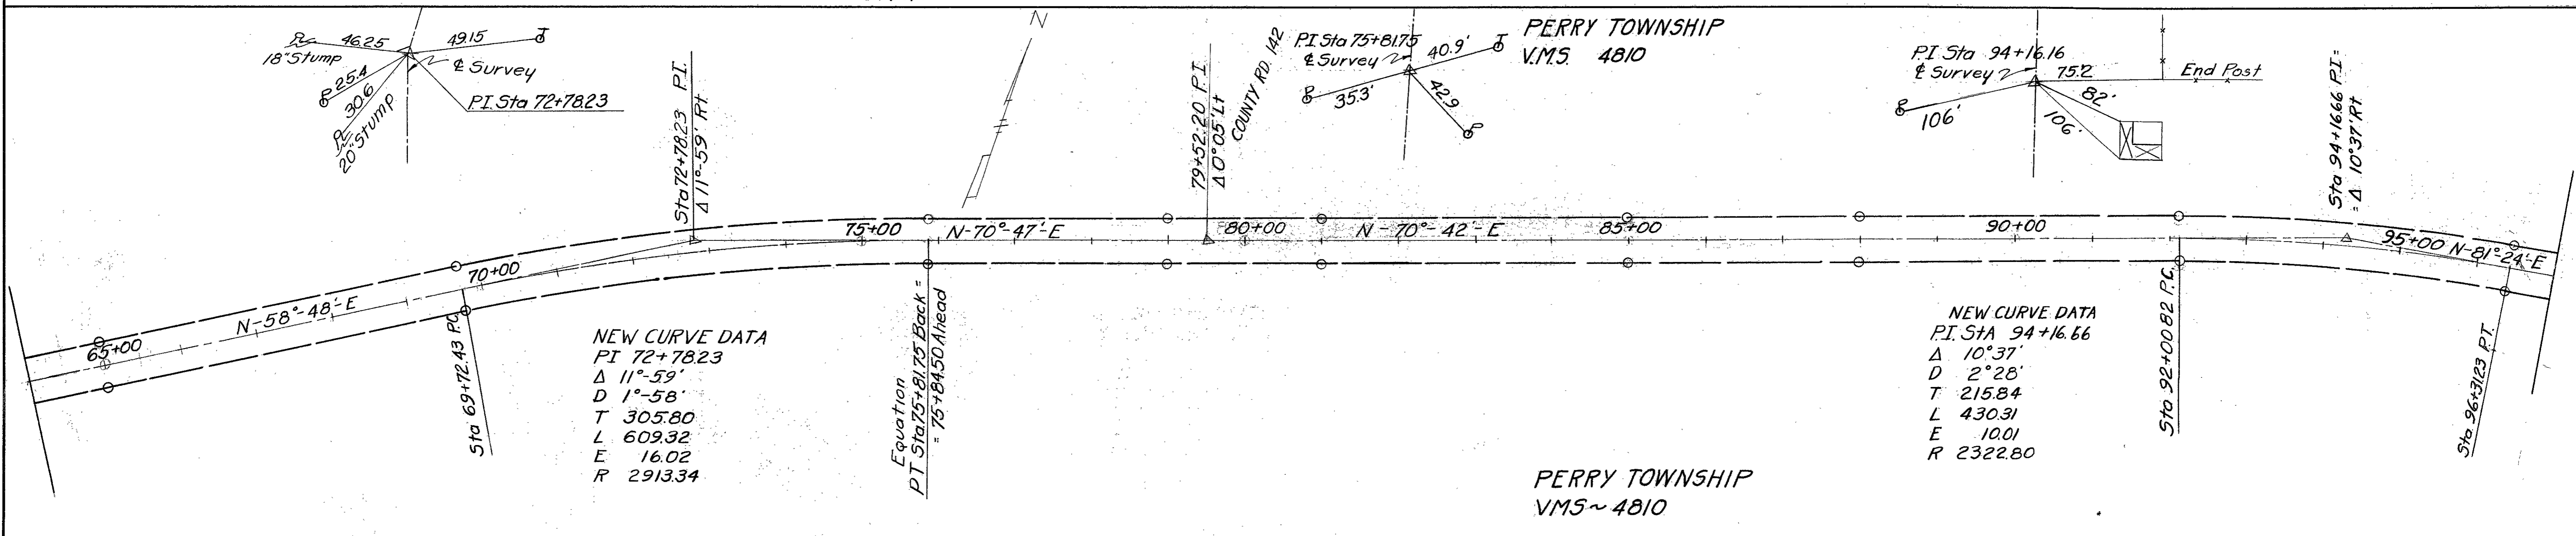 N
PERRY TOWNSHIP
V.M.S. 4810
46.25
49.15
18" Stump
25.4
30.6
20" Stump
℄ Survey
P.I. Sta 72+78.23
Sta 72+78.23 P.I.
Δ 11°-59' Rt
79+52.20 P.I.
Δ 0°05' Lt
COUNTY RD. 142
P.I. Sta 75+81.75
℄ Survey
40.9'
35.3'
42.9
P.I. Sta 94+16.16
℄ Survey
75.2
End Post
82'
106'
106'
Sta 94+16.66 P.I. =
= Δ 10°37' Rt
65+00
N-58°-48'-E
70+00
75+00
N-70°-47'-E
80+00
N-70°-42'-E
85+00
90+00
95+00
N-81°-24'-E
Sta 69+72.43 P.C.
NEW CURVE DATA
PI 72+78.23
Δ 11°-59'
D 1°-58'
T 305.80
L 609.32
E 16.02
R 2913.34
Equation
P.T. Sta 75+81.75 Back =
= 75+84.50 Ahead
NEW CURVE DATA
P.I. StA 94+16.66
Δ 10°37'
D 2°28'
T 215.84
L 430.31
E 10.01
R 2322.80
Sta 92+00.82 P.C.
Sta 96+31.23 P.T.
PERRY TOWNSHIP
VMS~4810